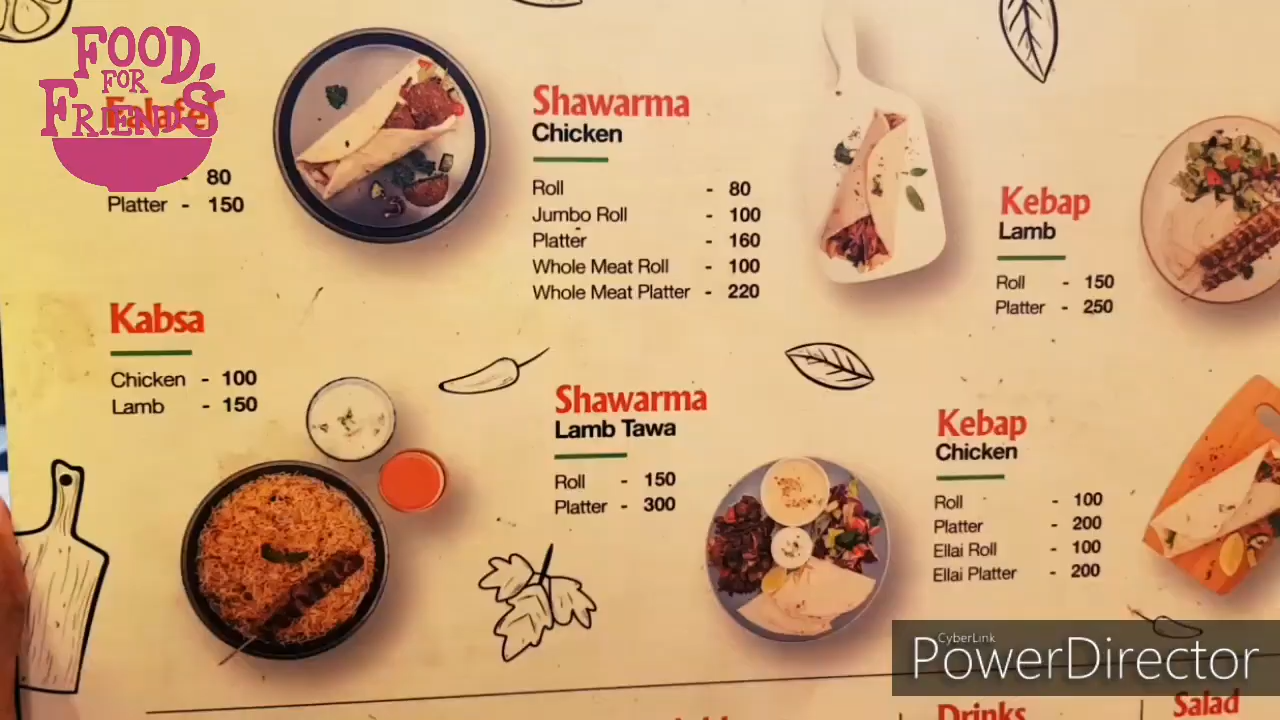 FOOD
FOR
FRIENDS
Falafel
- 80
Platter - 150
Kabsa
Chicken - 100
Lamb - 150
Shawarma
Chicken
Roll - 80
Jumbo Roll - 100
Platter - 160
Whole Meat Roll - 100
Whole Meat Platter - 220
Shawarma
Lamb Tawa
Roll - 150
Platter - 300
Kebap
Lamb
Roll - 150
Platter - 250
Kebap
Chicken
Roll - 100
Platter - 200
Ellai Roll - 100
Ellai Platter - 200
Drinks
Salad
CyberLink
PowerDirector